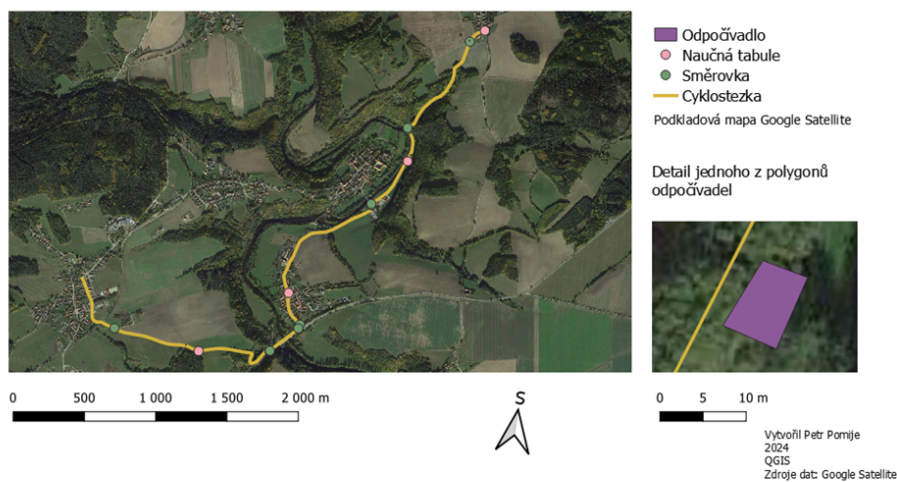 Odpočívadlo
Naučná tabule
Směrovka
Cyklostezka
Podkladová mapa Google Satellite
Detail jednoho z polygonů
odpočívadel
0 500 1 000 1 500 2 000 m
S
0 5 10 m
Vytvořil Petr Pomije
2024
QGIS
Zdroje dat: Google Satellite